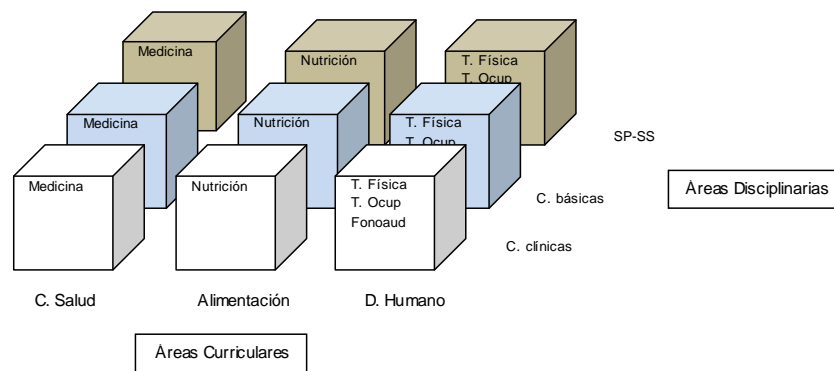 Medicina
Nutrición
T. Física
T. Ocup
Medicina
Nutrición
T. Física
T. Ocup
SP-SS
Medicina
Nutrición
T. Física
T. Ocup
Fonoaud
Áreas Disciplinarias
C. básicas
C. clínicas
C. Salud
Alimentación
D. Humano
Áreas Curriculares